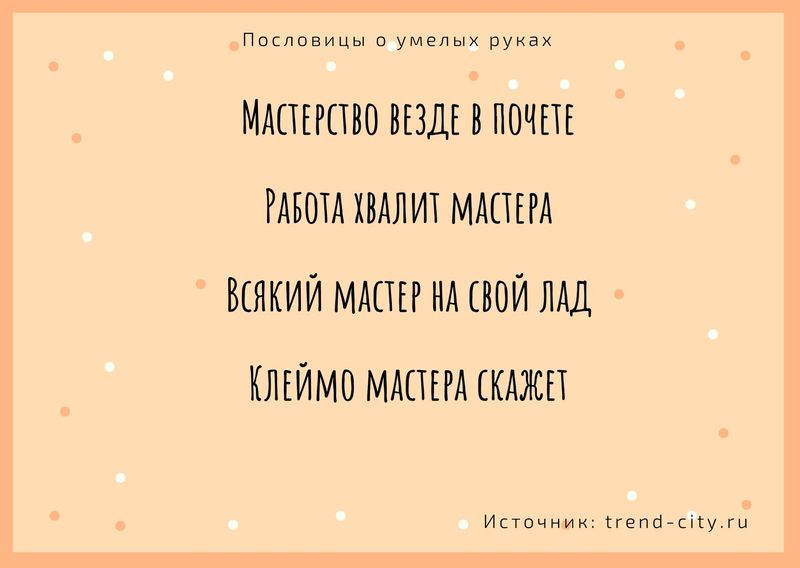 Пословицы о умелых руках
Мастерство везде в почете
Работа хвалит мастера
Всякий мастер на свой лад
Клеймо мастера скажет
Источник: trend-city.ru